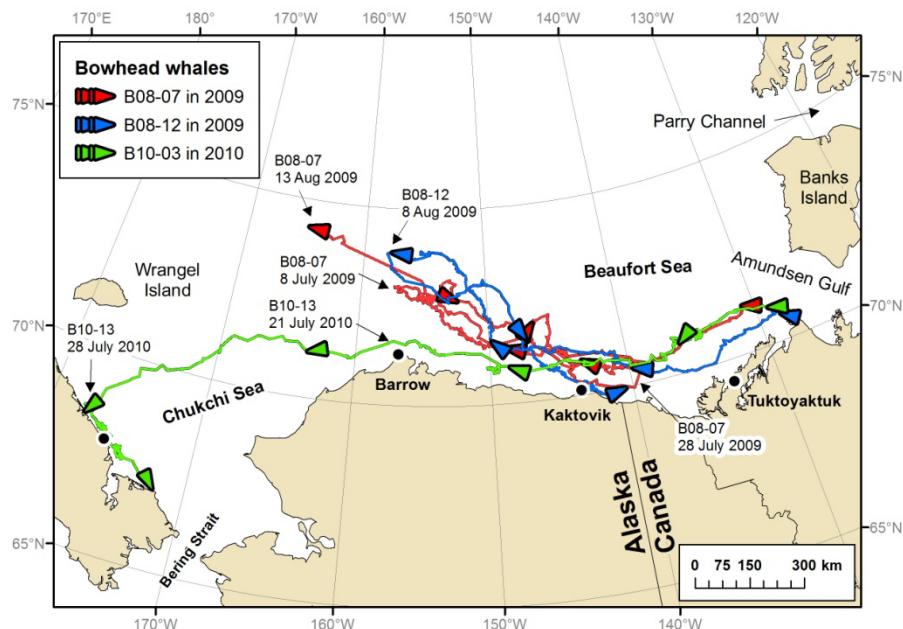 170°E
180°
170°W
160°W
150°W
140°W
130°W
120°W
Bowhead whales
B08-07 in 2009
B08-12 in 2009
B10-03 in 2010
75°N
75°N
Parry Channel
Banks
Island
B08-07
13 Aug 2009
B08-12
8 Aug 2009
B08-07
8 July 2009
Beaufort Sea
Amundsen Gulf
Wrangel
Island
B10-13
21 July 2010
70°N
70°N
B10-13
28 July 2010
Barrow
Chukchi Sea
Kaktovik
Tuktoyaktuk
B08-07
28 July 2009
Alaska
Canada
65°N
65°N
Bering Strait
0 75 150 300 km
170°W
160°W
150°W
140°W